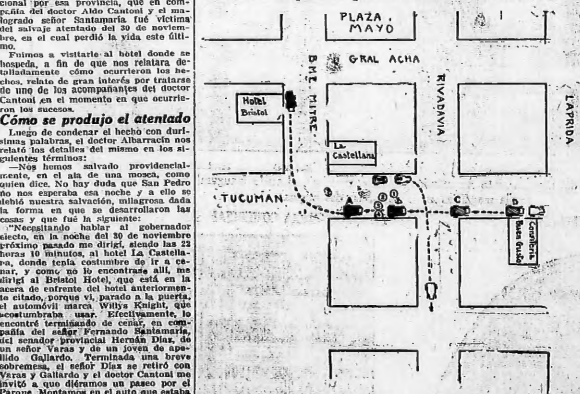 cional por esa provincia, que en com-
pañía del doctor Aldo Cantoni y el ma-
logrado señor Santamaría fué víctima
del salvaje atentado del 30 de noviem-
bre, en el cual perdió la vida este últi-
mo.
Fuimos a visitarle al hotel donde se
hospeda, a fin de que nos relatara de-
talladamente cómo ocurrieron los he-
chos, relato de gran interés por tratarse
de uno de los acompañantes del doctor
Cantoni en el momento en que ocurrie-
ron los sucesos.
Cómo se produjo el atentado
Luego de condenar el hecho con durí-
simas palabras, el doctor Albarracín nos
relató los detalles del mismo en los si-
guientes términos:
—Nos hemos salvado providencial-
mente, en el ala de una mosca, como
quien dice. No hay duda que San Pedro
no nos esperaba esa noche y a ello se
debió nuestra salvación, milagrosa dada
la forma en que se desarrollaron las
cosas y que fué la siguiente:
"Necesitando hablar al gobernador
electo, en la noche del 30 de noviembre
próximo pasado me dirigí, siendo las 22
horas 10 minutos, al hotel La Castella-
na, donde tenía costumbre de ir a ce-
nar, y como no lo encontrase allí, me
dirigí al Bristol Hotel, que está en la
acera de enfrente del hotel anteriormen-
te citado, porque vi, parado a la puerta,
el automóvil marca Willys Knight, que
acostumbraba usar. Efectivamente, lo
encontré terminando de cenar, en com-
pañía del señor Fernando Santamaría,
del senador provincial Hernán Díaz, de
un señor Varas y de un joven de ape-
llido Gallardo. Terminada una breve
sobremesa, el señor Díaz se retiró con
Varas y Gallardo y el doctor Cantoni me
invitó a que diéramos un paseo por el
Parque. Montamos en el auto que estaba
PLAZA
MAYO
GRAL ACHA
BME MITRE
RIVADAVIA
LAPRIDA
Hotel
Bristol
La
Castellana
TUCUMAN
A
C
D